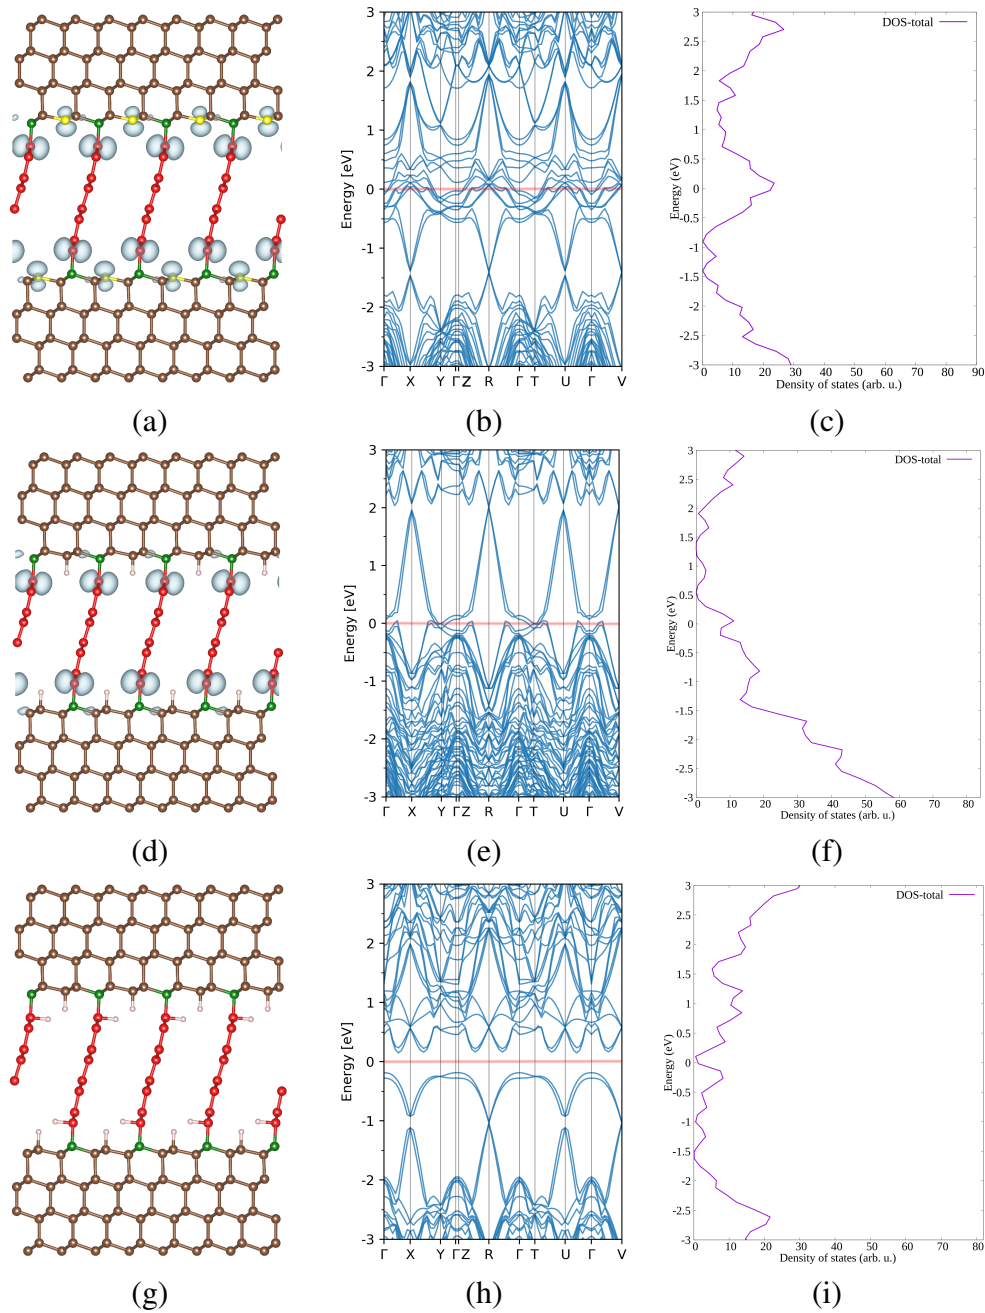 3
2
1
0
-1
-2
-3
Energy [eV]
Γ X Y Γ Z R Γ T U Γ V
DOS-total
3
2.5
2
1.5
1
0.5
0
-0.5
-1
-1.5
-2
-2.5
-3
Energy (eV)
0 10 20 30 40 50 60 70 80 90
Density of states (arb. u.)
(a) (b) (c)
3
2
1
0
-1
-2
-3
Energy [eV]
Γ X Y Γ Z R Γ T U Γ V
DOS-total
3
2.5
2
1.5
1
0.5
0
-0.5
-1
-1.5
-2
-2.5
-3
Energy (eV)
0 10 20 30 40 50 60 70 80
Density of states (arb. u.)
(d) (e) (f)
3
2
1
0
-1
-2
-3
Energy [eV]
Γ X Y Γ Z R Γ T U Γ V
DOS-total
3
2.5
2
1.5
1
0.5
0
-0.5
-1
-1.5
-2
-2.5
-3
Energy (eV)
0 10 20 30 40 50 60 70 80
Density of states (arb. u.)
(g) (h) (i)